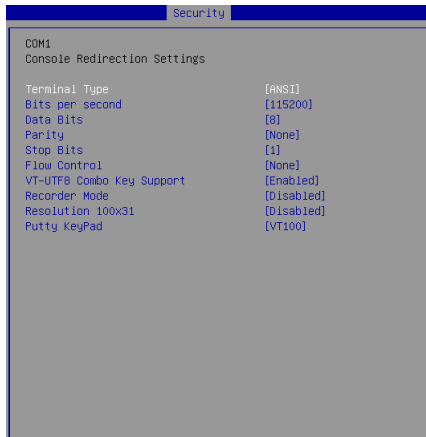 Security
COM1
Console Redirection Settings
Terminal Type [ANSI]
Bits per second [115200]
Data Bits [8]
Parity [None]
Stop Bits [1]
Flow Control [None]
VT-UTF8 Combo Key Support [Enabled]
Recorder Mode [Disabled]
Resolution 100x31 [Disabled]
Putty KeyPad [VT100]